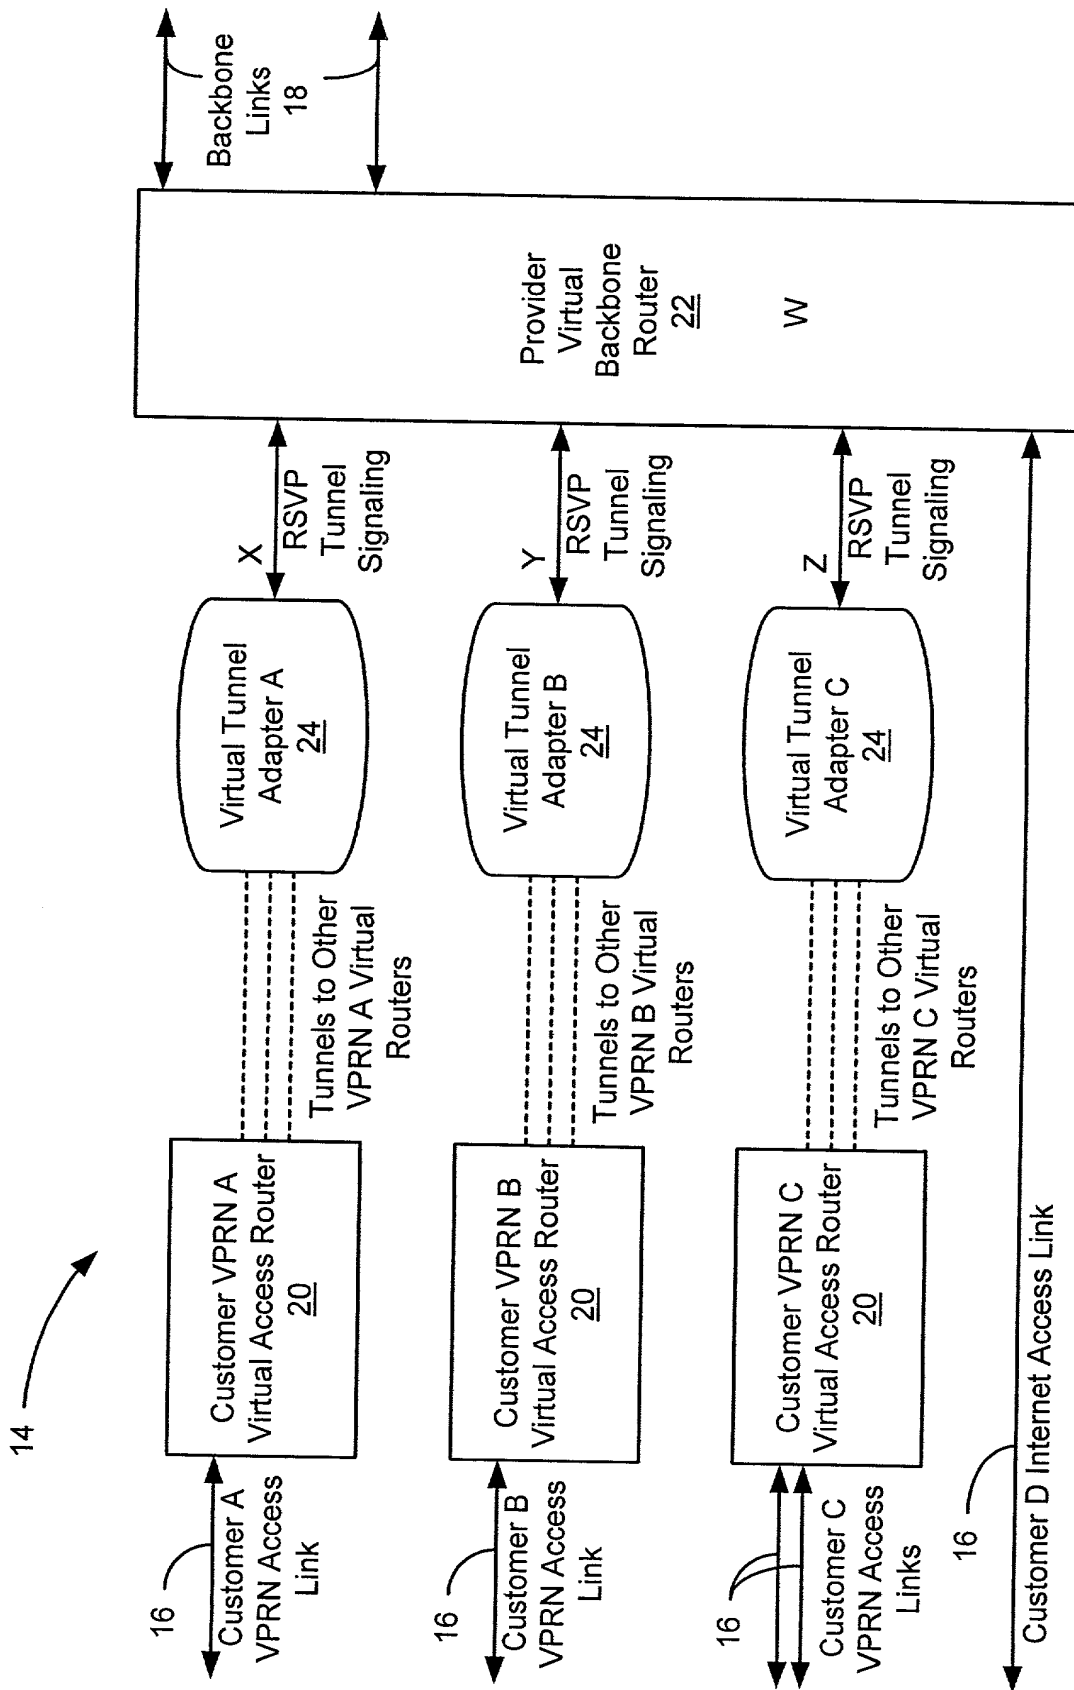 14
16
Customer A
VPRN Access
Link
Customer VPRN A
Virtual Access Router
20
Tunnels to Other
VPRN A Virtual
Routers
Virtual Tunnel
Adapter A
24
X
RSVP
Tunnel
Signaling
16
Customer B
VPRN Access
Link
Customer VPRN B
Virtual Access Router
20
Tunnels to Other
VPRN B Virtual
Routers
Virtual Tunnel
Adapter B
24
Y
RSVP
Tunnel
Signaling
16
Customer C
VPRN Access
Links
Customer VPRN C
Virtual Access Router
20
Tunnels to Other
VPRN C Virtual
Routers
Virtual Tunnel
Adapter C
24
Z
RSVP
Tunnel
Signaling
16
Customer D Internet Access Link
Provider
Virtual
Backbone
Router
22
W
Backbone
Links
18